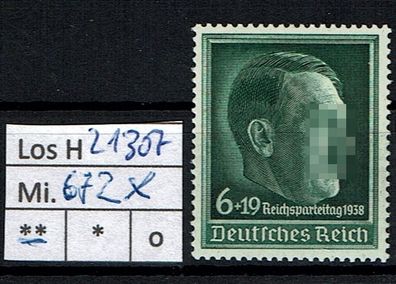 Los H 21307
Mi. 672 x
** * o
6+19 Reichsparteitag 1938
Deutsches Reich